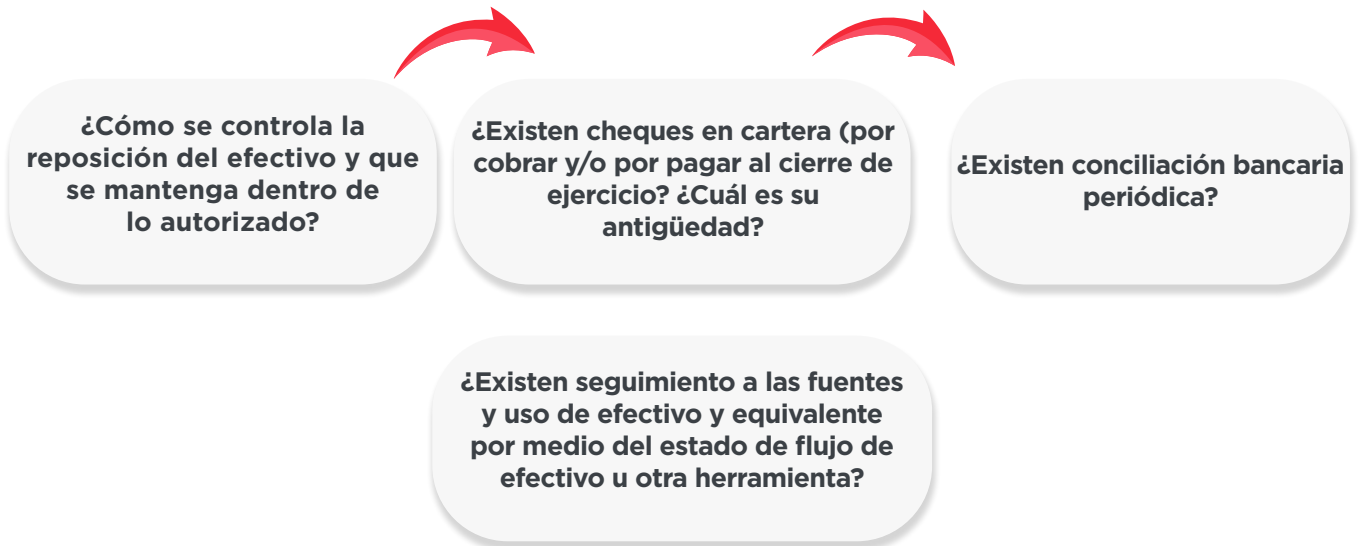 ¿Cómo se controla la
reposición del efectivo y que
se mantenga dentro de
lo autorizado?
¿Existen cheques en cartera (por
cobrar y/o por pagar al cierre de
ejercicio? ¿Cuál es su
antigüedad?
¿Existen conciliación bancaria
periódica?
¿Existen seguimiento a las fuentes
y uso de efectivo y equivalente
por medio del estado de flujo de
efectivo u otra herramienta?